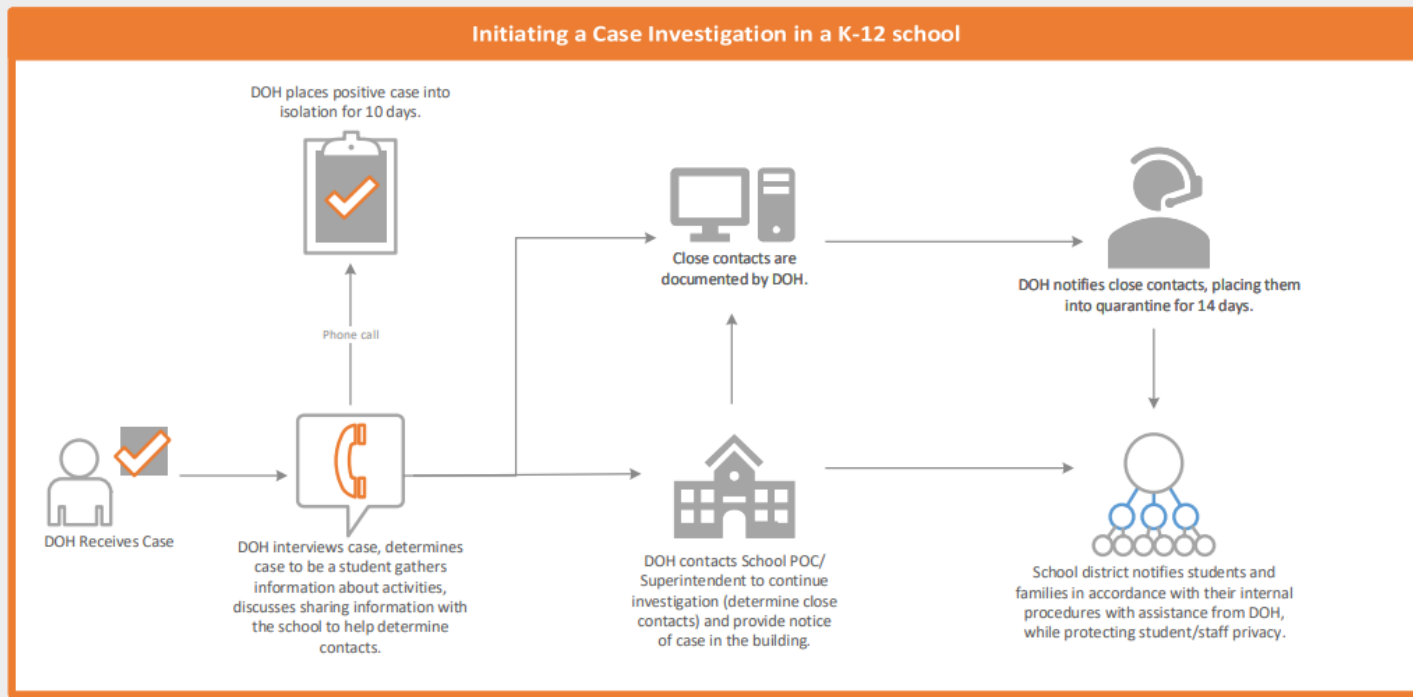 Initiating a Case Investigation in a K-12 school
DOH places positive case into
isolation for 10 days.
Phone call
DOH Receives Case
DOH interviews case, determines
case to be a student gathers
information about activities,
discusses sharing information with
the school to help determine
contacts.
Close contacts are
documented by DOH.
DOH contacts School POC/
Superintendent to continue
investigation (determine close
contacts) and provide notice
of case in the building.
DOH notifies close contacts, placing them
into quarantine for 14 days.
School district notifies students and
families in accordance with their internal
procedures with assistance from DOH,
while protecting student/staff privacy.